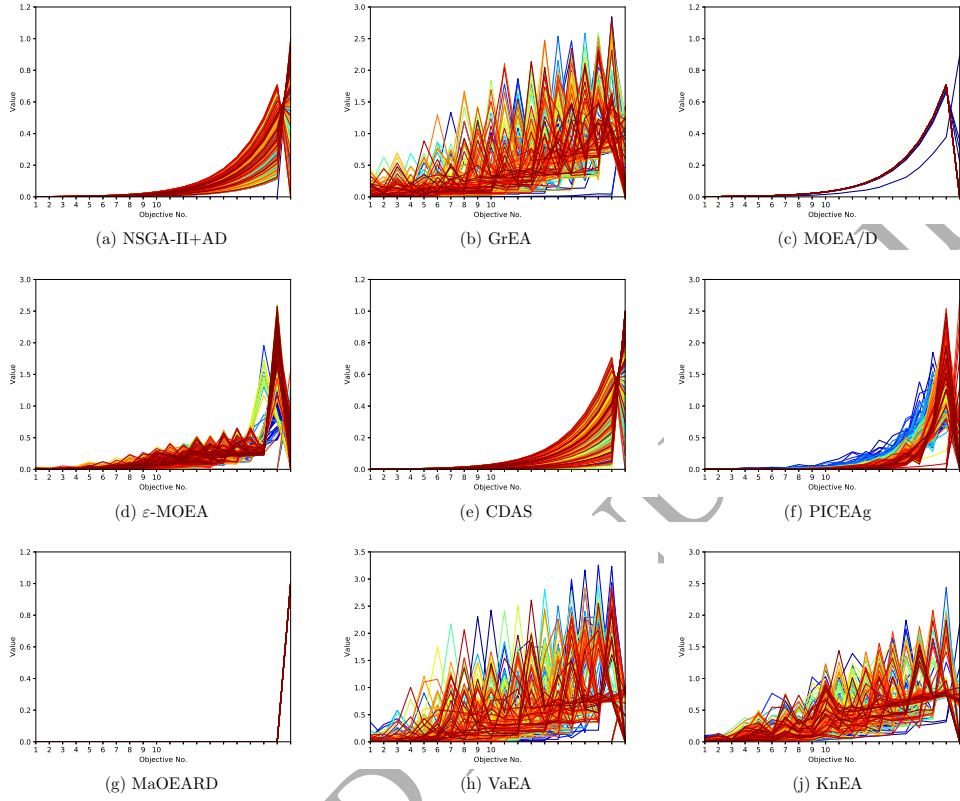 1.2
1.0
0.8
0.6
0.4
0.2
0.0
Value
1 2 3 4 5 6 7 8 9 10
Objective No.
(a) NSGA-II+AD
3.0
2.5
2.0
1.5
1.0
0.5
0.0
Value
1 2 3 4 5 6 7 8 9 10
Objective No.
(b) GrEA
1.2
1.0
0.8
0.6
0.4
0.2
0.0
Value
1 2 3 4 5 6 7 8 9 10
Objective No.
(c) MOEA/D
3.0
2.5
2.0
1.5
1.0
0.5
0.0
Value
1 2 3 4 5 6 7 8 9 10
Objective No.
(d) ε-MOEA
1.2
1.0
0.8
0.6
0.4
0.2
0.0
Value
1 2 3 4 5 6 7 8 9 10
Objective No.
(e) CDAS
3.0
2.5
2.0
1.5
1.0
0.5
0.0
Value
1 2 3 4 5 6 7 8 9 10
Objective No.
(f) PICEAg
1.2
1.0
0.8
0.6
0.4
0.2
0.0
Value
1 2 3 4 5 6 7 8 9 10
Objective No.
(g) MaOEARD
3.5
3.0
2.5
2.0
1.5
1.0
0.5
0.0
Value
1 2 3 4 5 6 7 8 9 10
Objective No.
(h) VaEA
3.0
2.5
2.0
1.5
1.0
0.5
0.0
Value
1 2 3 4 5 6 7 8 9 10
Objective No.
(j) KnEA